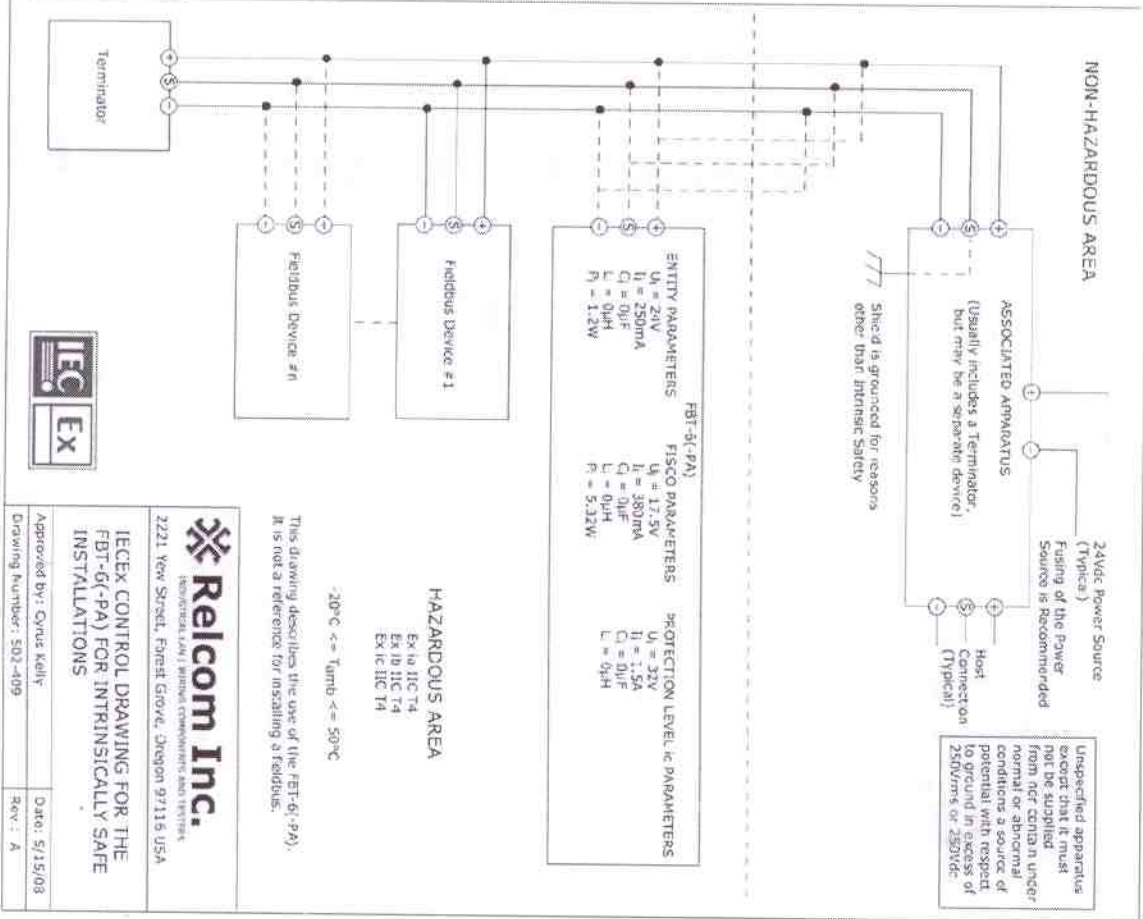 NON-HAZARDOUS AREA
24Vdc Power Source
(Typical)
Fusing of the Power
Source is Recommended
Unspecified apparatus
except that it must
not be supplied
from nor contain under
normal or abnormal
conditions a source of
potential with respect
to ground in excess of
250Vrms or 250Vdc
+ -
ASSOCIATED APPARATUS
(Usually includes a Terminator,
but may be a separate device)
+
S
-
+
S
-
Host
Connection
(Typical)
Shield is grounded for reasons
other than Intrinsic Safety
FBT-6(-PA)
ENTITY PARAMETERS
Ui = 24V
Ii = 250mA
Ci = 0µF
Li = 0µH
Pi = 1.2W
FISCO PARAMETERS
Ui = 17.5V
Ii = 380mA
Ci = 0µF
Li = 0µH
Pi = 5.32W
PROTECTION LEVEL ic PARAMETERS
Ui = 32V
Ii = 1.5A
Ci = 0µF
Li = 0µH
+
S
-
HAZARDOUS AREA
Ex ia IIC T4
Ex ib IIC T4
Ex ic IIC T4
-20°C <= Tamb <= 50°C
This drawing describes the use of the FBT-6(-PA).
It is not a reference for installing a fieldbus.
+
S
-
Fieldbus Device #1
+
S
-
Fieldbus Device #n
+
S
-
Terminator
IEC Ex
Relcom Inc.
INDUSTRIAL LAN | WIRING COMPONENTS AND TESTERS
2221 Yew Street, Forest Grove, Oregon 97116 USA
IECEx CONTROL DRAWING FOR THE
FBT-6(-PA) FOR INTRINSICALLY SAFE
INSTALLATIONS
Approved by: Cyrus Kelly
Date: 5/15/08
Drawing Number: 502-409
Rev: A